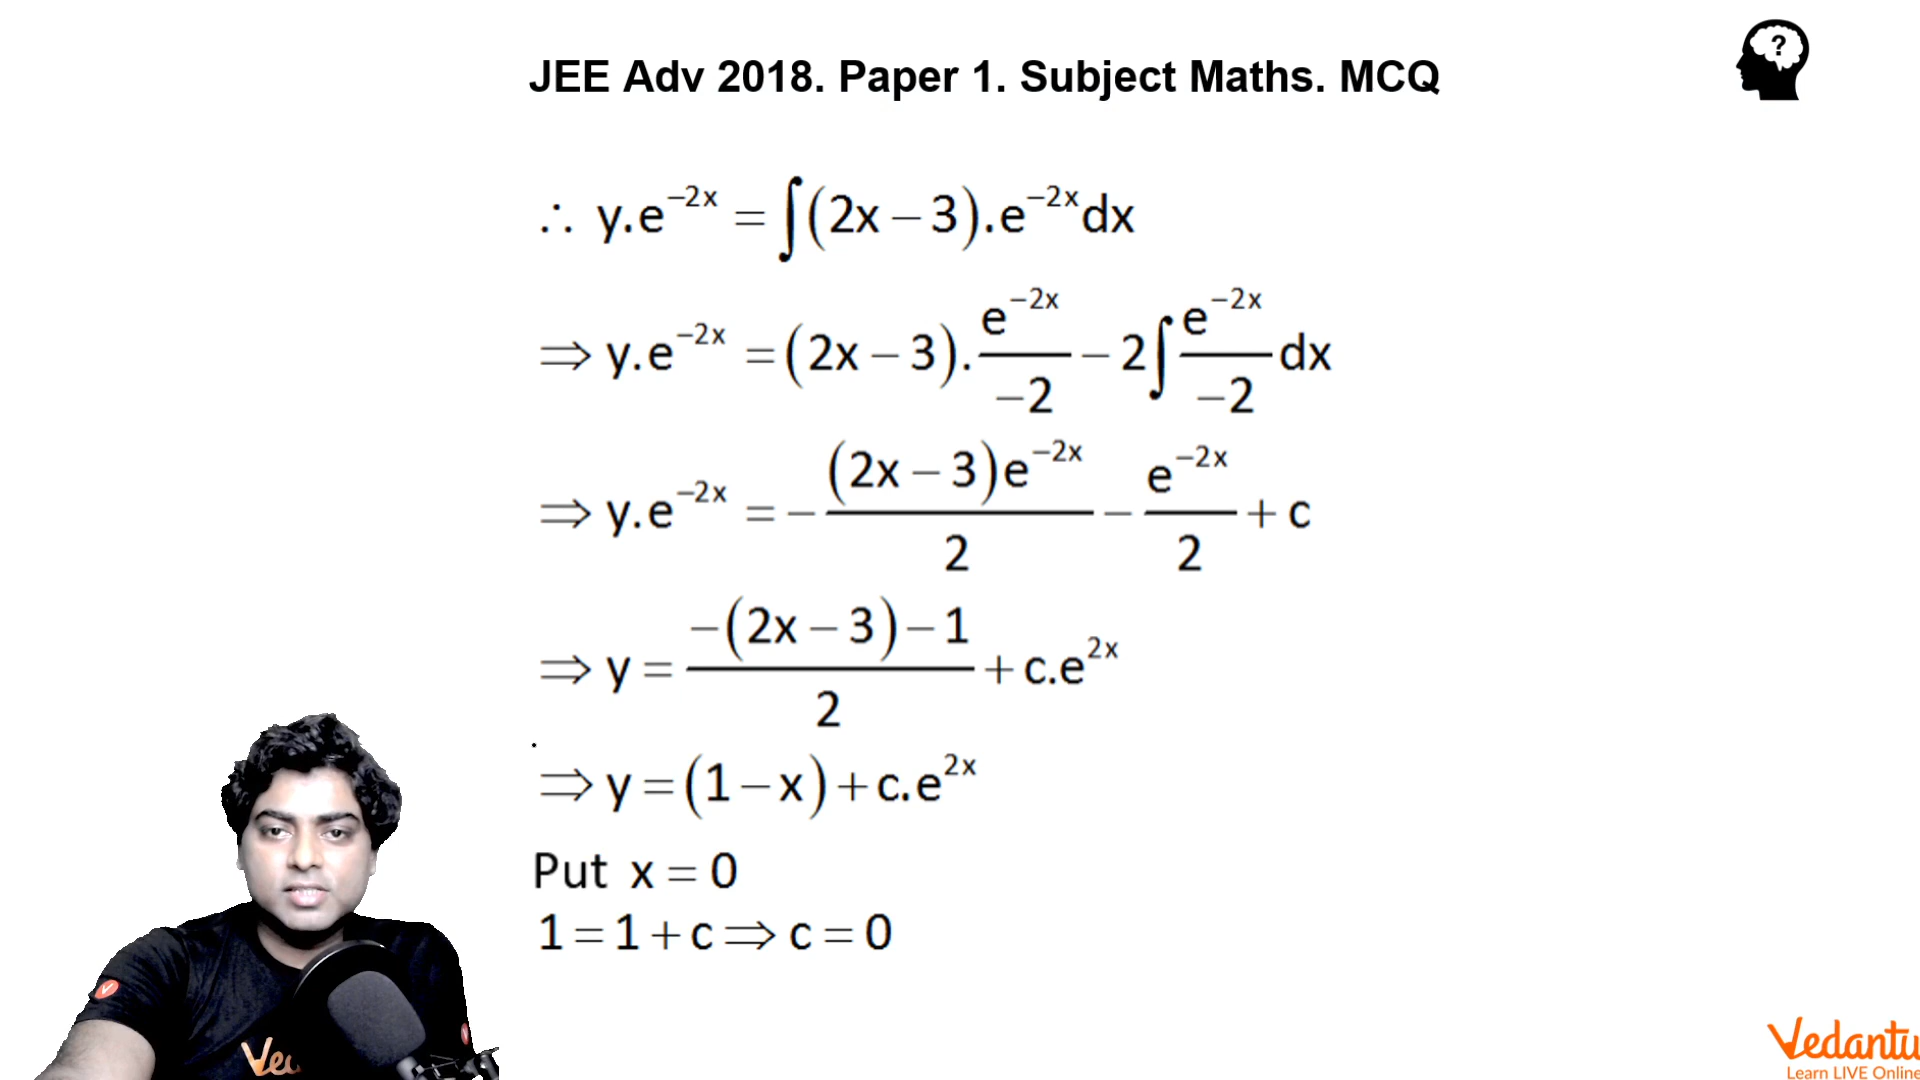 JEE Adv 2018. Paper 1. Subject Maths. MCQ
?
∴ y.e^{−2x} = ∫(2x − 3).e^{−2x}dx
⇒ y.e^{−2x} = (2x − 3). e^{−2x}/−2 − 2∫ e^{−2x}/−2 dx
⇒ y.e^{−2x} = − (2x − 3)e^{−2x}/2 − e^{−2x}/2 + c
⇒ y = −(2x − 3) − 1/2 + c.e^{2x}
⇒ y = (1 − x) + c.e^{2x}
Put x = 0
1 = 1 + c ⇒ c = 0
V
Ved
Vedantu
Learn LIVE Online